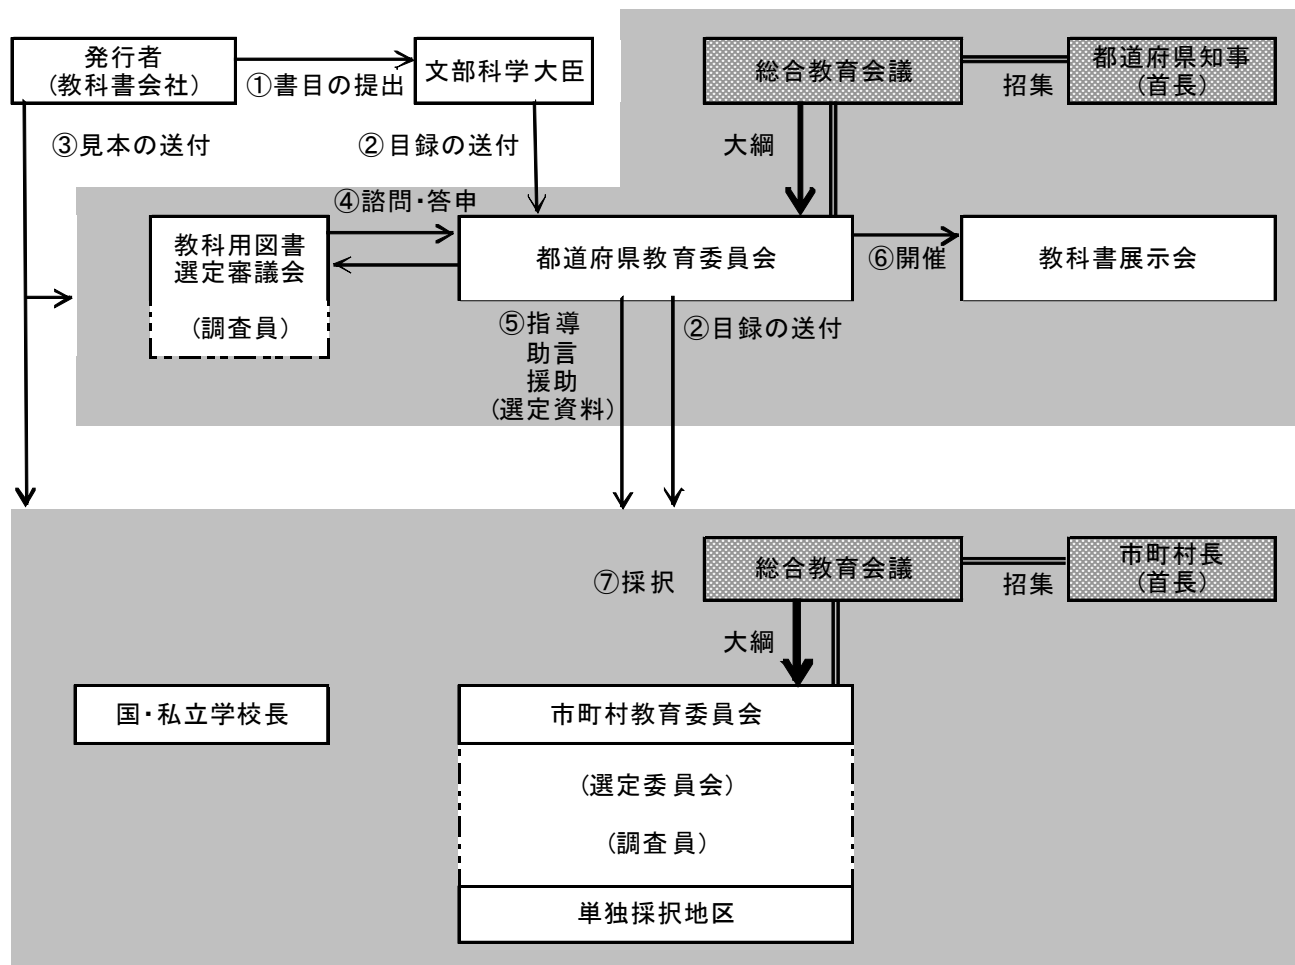 発行者
(教科書会社)
①書目の提出
文部科学大臣
総合教育会議
招集
都道府県知事
(首長)
③見本の送付
②目録の送付
大綱
④諮問・答申
教科用図書
選定審議会
(調査員)
都道府県教育委員会
⑥開催
教科書展示会
⑤指導
助言
援助
(選定資料)
②目録の送付
⑦採択
総合教育会議
招集
市町村長
(首長)
大綱
国・私立学校長
市町村教育委員会
(選定委員会)
(調査員)
単独採択地区